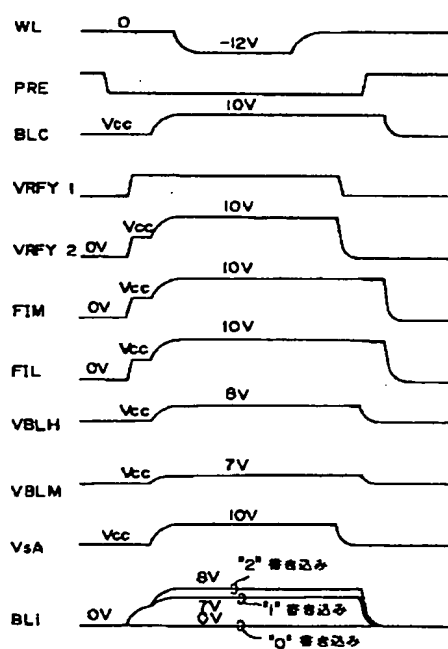 WL 0 -12V
PRE
BLC Vcc 10V
VRFY 1
VRFY 2 0V Vcc 10V
FIM 0V Vcc 10V
FIL 0V Vcc 10V
VBLH Vcc 8V
VBLM Vcc 7V
VSA Vcc 10V
8V "2" 書き込み
BLi 0V 7V "1" 書き込み
0V "0" 書き込み